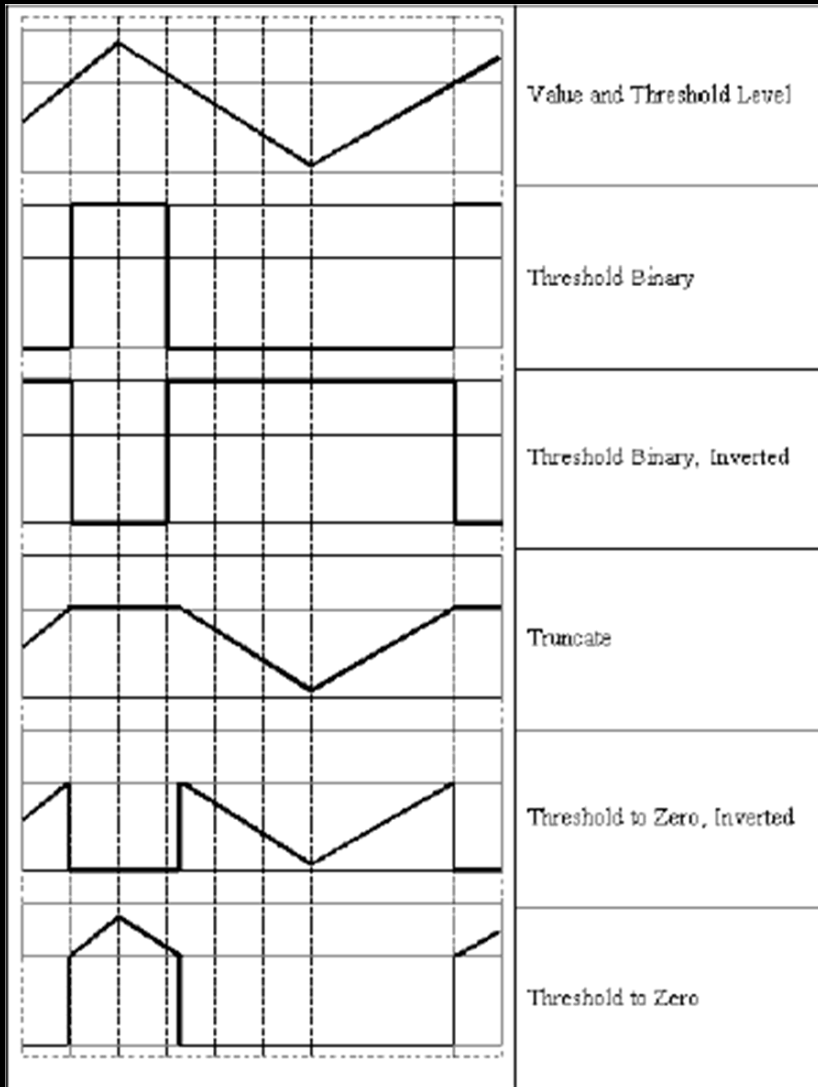 Value and Threshold Level
Threshold Binary
Threshold Binary, Inverted
Truncate
Threshold to Zero, Inverted
Threshold to Zero